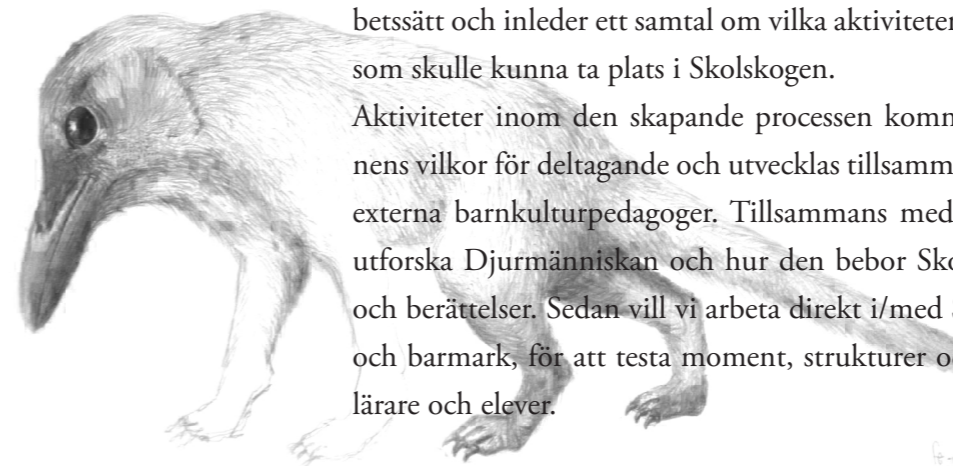 betssätt och inleder ett samtal om vilka aktiviteter
som skulle kunna ta plats i Skolskogen.
Aktiviteter inom den skapande processen komm
nens vilkor för deltagande och utvecklas tillsamm
externa barnkulturpedagoger. Tillsammans med
utforska Djurmänniskan och hur den bebor Sko
och berättelser. Sedan vill vi arbeta direkt i/med
och barmark, för att testa moment, strukturer o
lärare och elever.